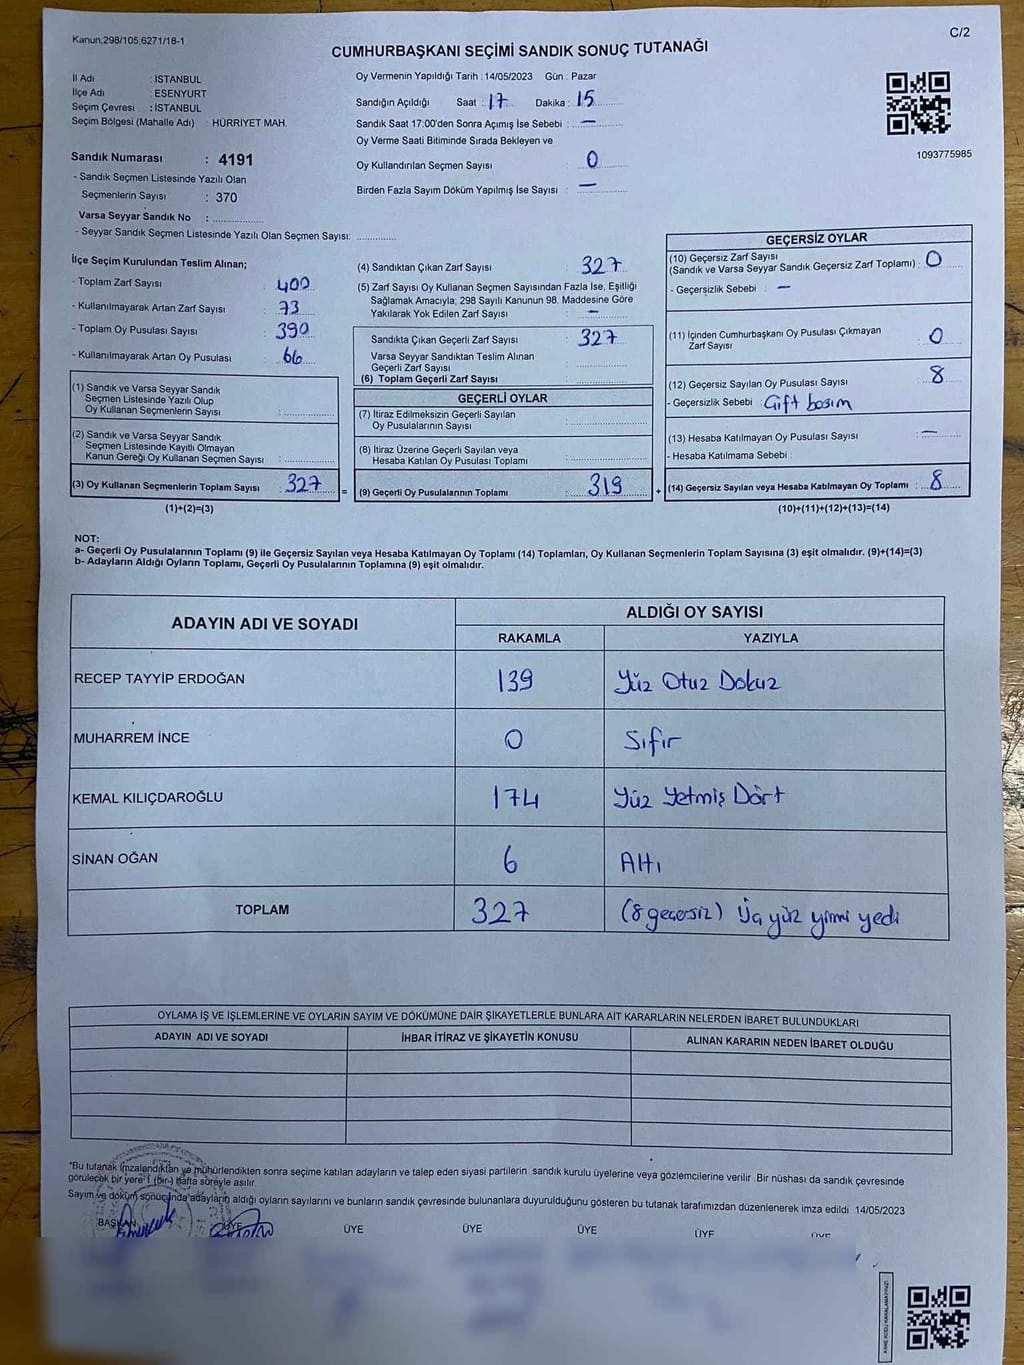 Kanun;298/105,6271/18-1
C/2
CUMHURBAŞKANI SEÇİMİ SANDIK SONUÇ TUTANAĞI
İl Adı : İSTANBUL
İlçe Adı : ESENYURT
Seçim Çevresi : İSTANBUL
Seçim Bölgesi (Mahalle Adı) : HÜRRİYET MAH.
Sandık Numarası : 4191
- Sandık Seçmen Listesinde Yazılı Olan
Seçmenlerin Sayısı : 370
Varsa Seyyar Sandık No :
- Seyyar Sandık Seçmen Listesinde Yazılı Olan Seçmen Sayısı:
Oy Vermenin Yapıldığı Tarih : 14/05/2023 Gün : Pazar
Sandığın Açıldığı Saat : 17 Dakika : 15
Sandık Saat 17:00'den Sonra Açımış İse Sebebi : —
Oy Verme Saati Bitiminde Sırada Bekleyen ve
Oy Kullandırılan Seçmen Sayısı : 0
Birden Fazla Sayım Döküm Yapılmış İse Sayısı : —
1093775985
İlçe Seçim Kurulundan Teslim Alınan;
- Toplam Zarf Sayısı : 400
- Kullanılmayarak Artan Zarf Sayısı : 73
- Toplam Oy Pusulası Sayısı : 390
- Kullanılmayarak Artan Oy Pusulası : 66
(1) Sandık ve Varsa Seyyar Sandık
Seçmen Listesinde Yazılı Olup
Oy Kullanan Seçmenlerin Sayısı :
(2) Sandık ve Varsa Seyyar Sandık
Seçmen Listesinde Kayıtlı Olmayan
Kanun Gereği Oy Kullanan Seçmen Sayısı :
(3) Oy Kullanan Seçmenlerin Toplam Sayısı : 327 =
(1)+(2)=(3)
(4) Sandıktan Çıkan Zarf Sayısı : 327
(5) Zarf Sayısı Oy Kullanan Seçmen Sayısından Fazla İse, Eşitliği
Sağlamak Amacıyla, 298 Sayılı Kanunun 98. Maddesine Göre
Yakılarak Yok Edilen Zarf Sayısı : —
Sandıkta Çıkan Geçerli Zarf Sayısı : 327
Varsa Seyyar Sandıktan Teslim Alınan
Geçerli Zarf Sayısı :
(6) Toplam Geçerli Zarf Sayısı :
GEÇERLİ OYLAR
(7) İtiraz Edilmeksizin Geçerli Sayılan
Oy Pusulalarının Sayısı :
(8) İtiraz Üzerine Geçerli Sayılan veya
Hesaba Katılan Oy Pusulası Toplamı :
(9) Geçerli Oy Pusulalarının Toplamı : 319 +
GEÇERSİZ OYLAR
(10) Geçersiz Zarf Sayısı
(Sandık ve Varsa Seyyar Sandık Geçersiz Zarf Toplamı) : 0
- Geçersizlik Sebebi : —
(11) İçinden Cumhurbaşkanı Oy Pusulası Çıkmayan
Zarf Sayısı : 0
(12) Geçersiz Sayılan Oy Pusulası Sayısı : 8
- Geçersizlik Sebebi : Çift basım
(13) Hesaba Katılmayan Oy Pusulası Sayısı : —
- Hesaba Katılmama Sebebi :
(14) Geçersiz Sayılan veya Hesaba Katılmayan Oy Toplamı : 8
(10)+(11)+(12)+(13)=(14)
NOT:
a- Geçerli Oy Pusulalarının Toplamı (9) ile Geçersiz Sayılan veya Hesaba Katılmayan Oy Toplamı (14) Toplamları, Oy Kullanan Seçmenlerin Toplam Sayısına (3) eşit olmalıdır. (9)+(14)=(3)
b- Adayların Aldığı Oyların Toplamı, Geçerli Oy Pusulalarının Toplamına (9) eşit olmalıdır.
ADAYIN ADI VE SOYADI
ALDIĞI OY SAYISI
RAKAMLA YAZIYLA
RECEP TAYYİP ERDOĞAN 139 Yüz Otuz Dokuz
MUHARREM İNCE 0 Sıfır
KEMAL KILIÇDAROĞLU 174 Yüz Yetmiş Dört
SİNAN OĞAN 6 Altı
TOPLAM 327 (8 geçersiz) Üç yüz yirmi yedi
OYLAMA İŞ VE İŞLEMLERİNE VE OYLARIN SAYIM VE DÖKÜMÜNE DAİR ŞİKAYETLERLE BUNLARA AİT KARARLARIN NELERDEN İBARET BULUNDUKLARI
ADAYIN ADI VE SOYADI İHBAR İTİRAZ VE ŞİKAYETİN KONUSU ALINAN KARARIN NEDEN İBARET OLDUĞU
*Bu tutanak imzalandıktan ve mühürlendikten sonra seçime katılan adayların ve talep eden siyasi partilerin sandık kurulu üyelerine veya gözlemcilerine verilir. Bir nüshası da sandık çevresinde
görülecek bir yere 1 (bir) hafta süreyle asılır.
Sayım ve döküm sonucunda adayların aldığı oyların sayılarını ve bunların sandık çevresinde bulunanlara duyurulduğunu gösteren bu tutanak tarafımızdan düzenlenerek imza edildi. 14/05/2023
BAŞKAN ÜYE ÜYE ÜYE ÜYE ÜYE ÜYE